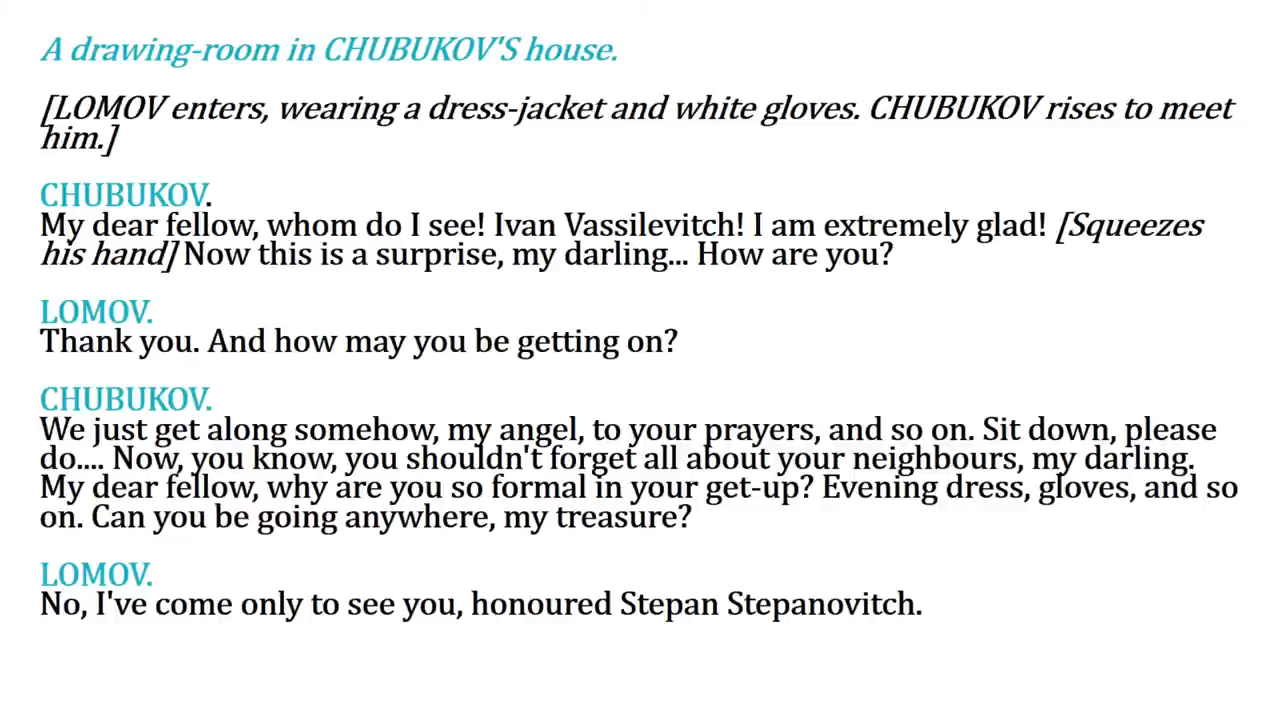 A drawing-room in CHUBUKOV'S house.
[LOMOV enters, wearing a dress-jacket and white gloves. CHUBUKOV rises to meet
him.]
CHUBUKOV.
My dear fellow, whom do I see! Ivan Vassilevitch! I am extremely glad! [Squeezes
his hand] Now this is a surprise, my darling... How are you?
LOMOV.
Thank you. And how may you be getting on?
CHUBUKOV.
We just get along somehow, my angel, to your prayers, and so on. Sit down, please
do.... Now, you know, you shouldn't forget all about your neighbours, my darling.
My dear fellow, why are you so formal in your get-up? Evening dress, gloves, and so
on. Can you be going anywhere, my treasure?
LOMOV.
No, I've come only to see you, honoured Stepan Stepanovitch.